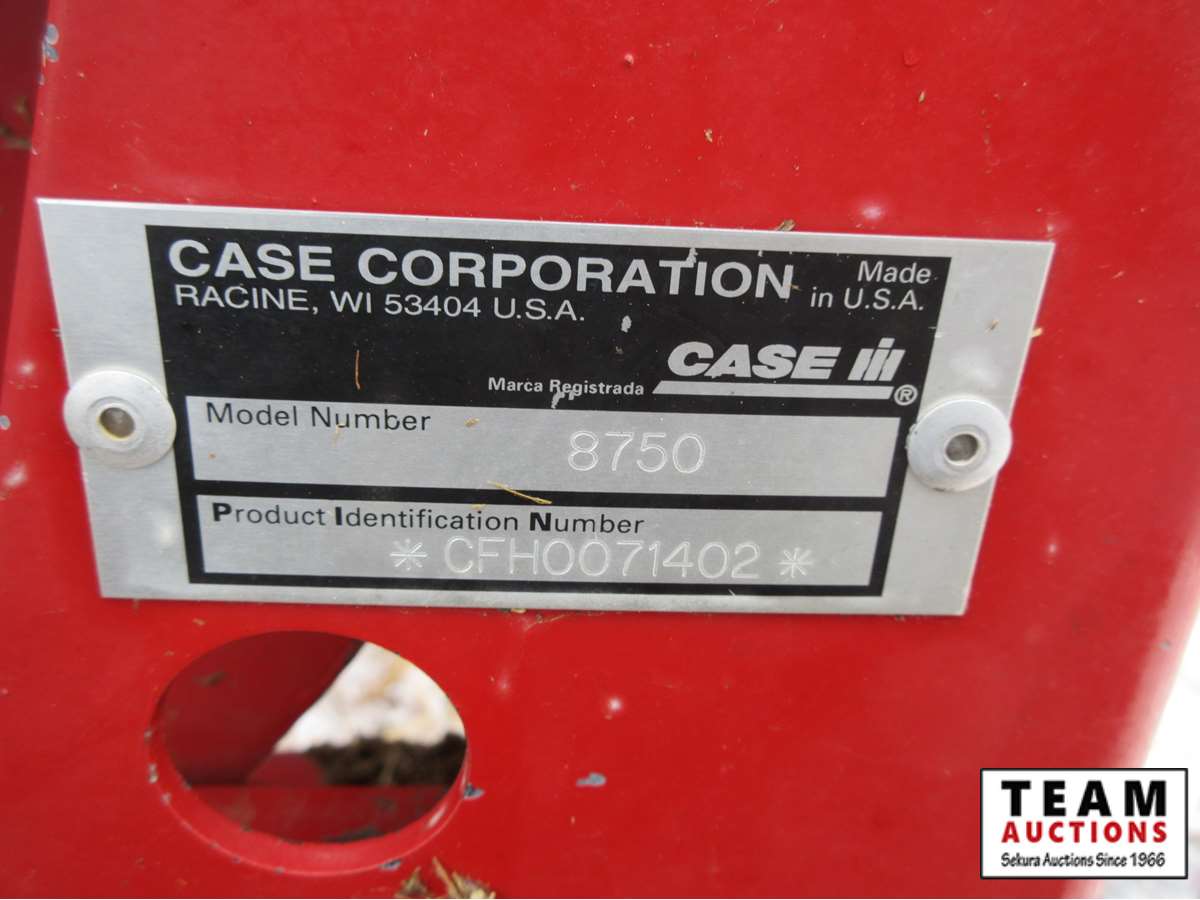 CASE CORPORATION
Made
in U.S.A.
RACINE, WI 53404 U.S.A.
CASE IH
Marca Registrada
®
Model Number
8750
Product Identification Number
* CFH0071402 *
TEAM
AUCTIONS
Sekura Auctions Since 1966